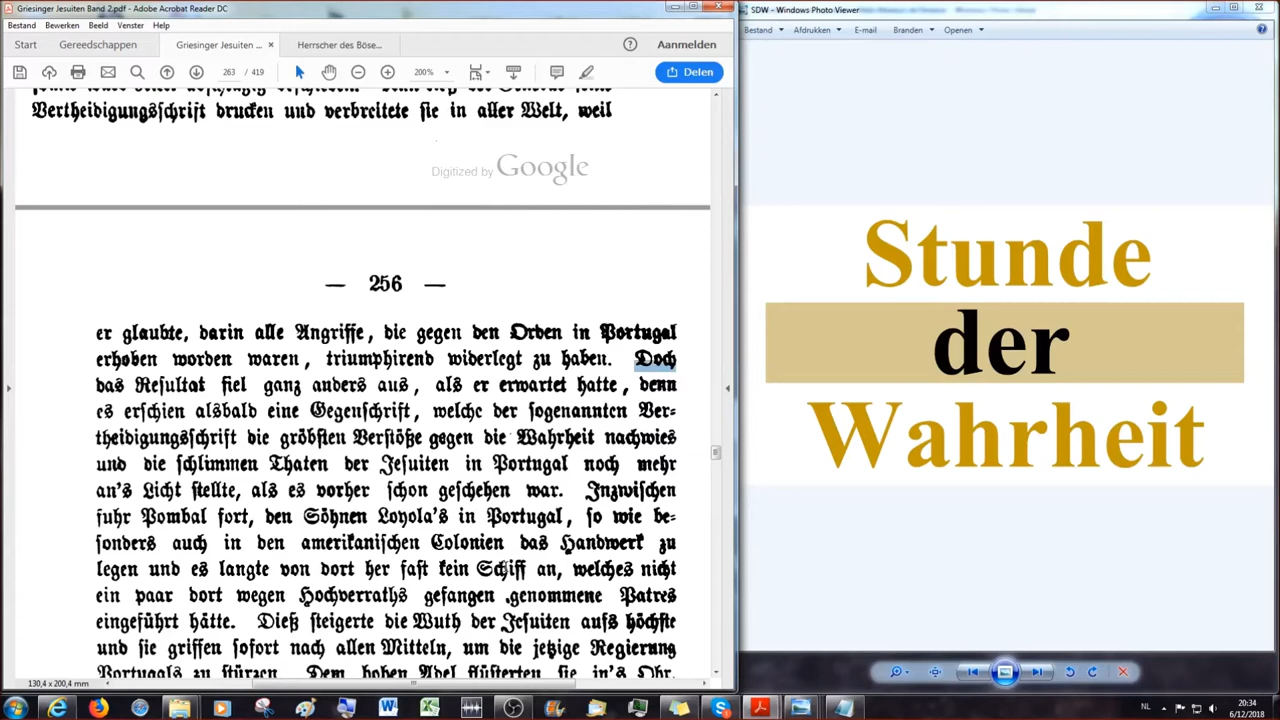 Griesinger Jesuiten Band 2.pdf - Adobe Acrobat Reader DC
Bestand Bewerken Beeld Venster Help
Start Gereedschappen Griesinger Jesuiten ... × Herrscher des Böse... Aanmelden
263 / 419 200% Delen
Vertheidigungsschrift drucken und verbreitete sie in aller Welt, weil
Digitized by Google
— 256 —
er glaubte, darin alle Angriffe, die gegen den Orden in Portugal
erhoben worden waren, triumphirend widerlegt zu haben. Doch
das Resultat fiel ganz anders aus, als er erwartet hatte, denn
es erschien alsbald eine Gegenschrift, welche der sogenannten Ver-
theidigungsschrift die gröbsten Verstöße gegen die Wahrheit nachwies
und die schlimmen Thaten der Jesuiten in Portugal noch mehr
an's Licht stellte, als es vorher schon geschehen war. Inzwischen
fuhr Pombal fort, den Söhnen Loyola's in Portugal, so wie be-
sonders auch in den amerikanischen Colonien das Handwerk zu
legen und es langte von dort her fast kein Schiff an, welches nicht
ein paar dort wegen Hochverraths gefangen genommene Patres
eingeführt hätte. Dieß steigerte die Wuth der Jesuiten aufs höchste
und sie griffen sofort nach allen Mitteln, um die jetzige Regierung
Portugals zu stürzen. Dem hohen Adel flüsterten sie in's Ohr,
130,4 x 200,4 mm
SDW - Windows Photo Viewer
Bestand Afdrukken E-mail Branden Openen
Stunde
der
Wahrheit
NL 20:34
6/12/2018